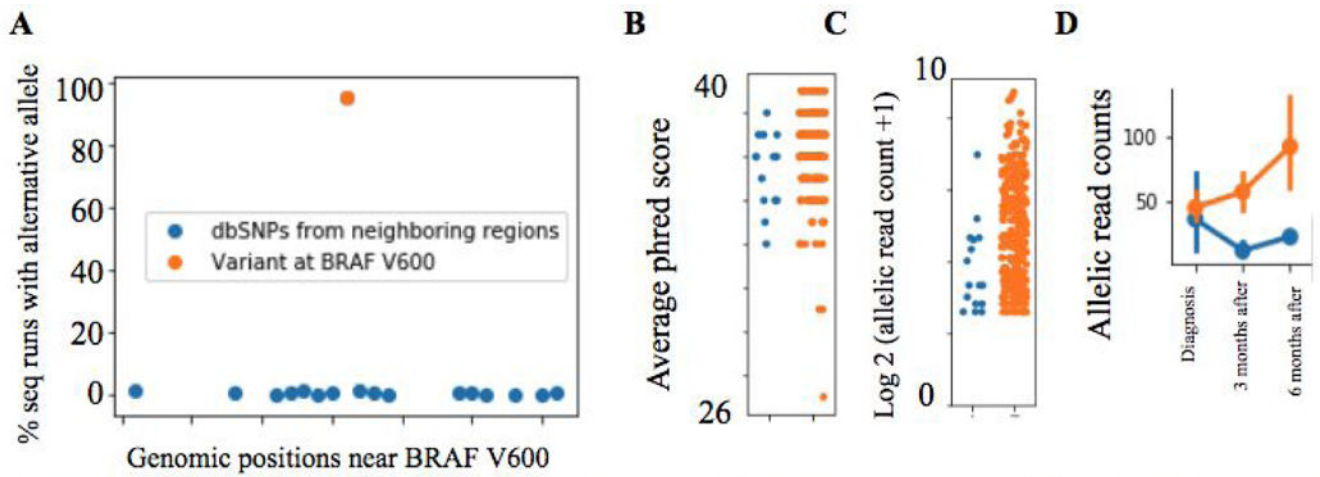 A
% seq runs with alternative allele
100
80
60
40
20
0
dbSNPs from neighboring regions
Variant at BRAF V600
Genomic positions near BRAF V600
B
Average phred score
40
26
C
Log 2 (allelic read count +1)
10
0
D
Allelic read counts
100
50
Diagnosis
3 months after
6 months after